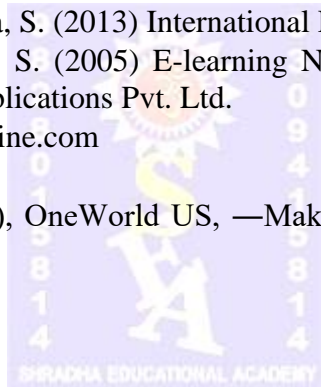 a, S. (2013) International
S. (2005) E-learning N
blications Pvt. Ltd.
ine.com
), OneWorld US, ―Mak
SHRADHA EDUCATIONAL ACADEMY